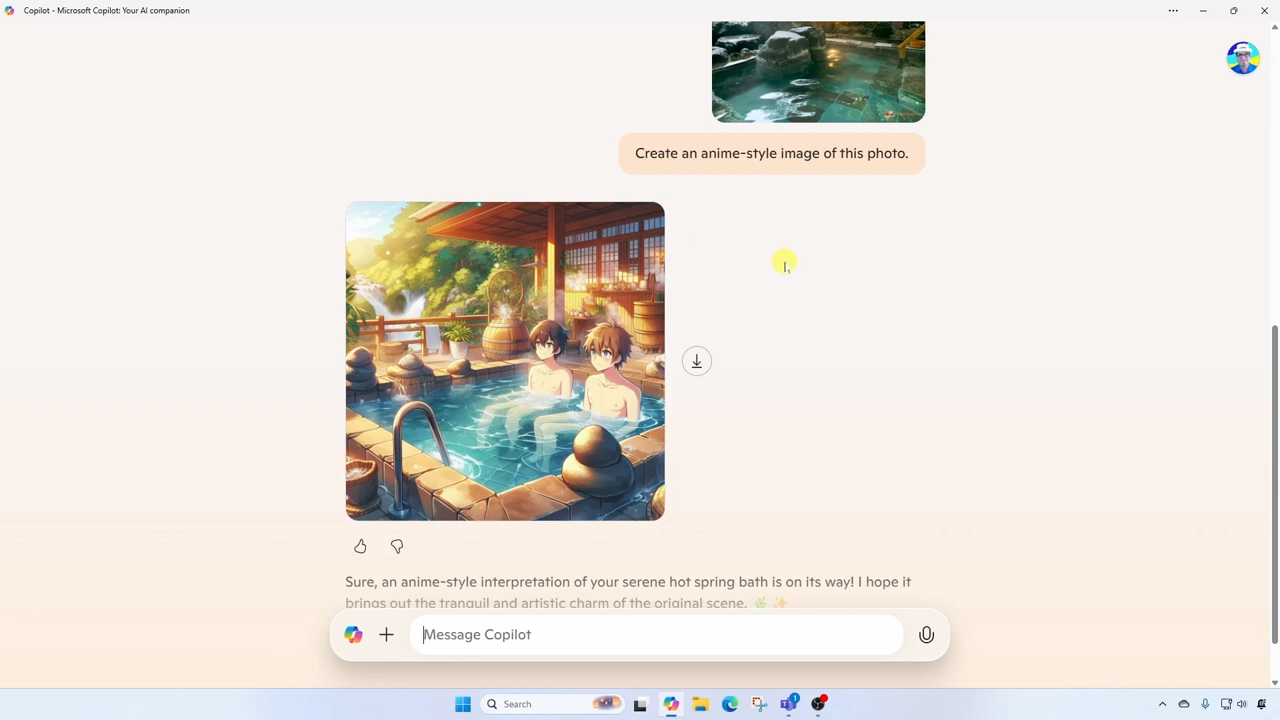 Copilot - Microsoft Copilot: Your AI companion
Create an anime-style image of this photo.
Sure, an anime-style interpretation of your serene hot spring bath is on its way! I hope it
brings out the tranquil and artistic charm of the original scene. 🌿 ✨
Message Copilot
Search
1